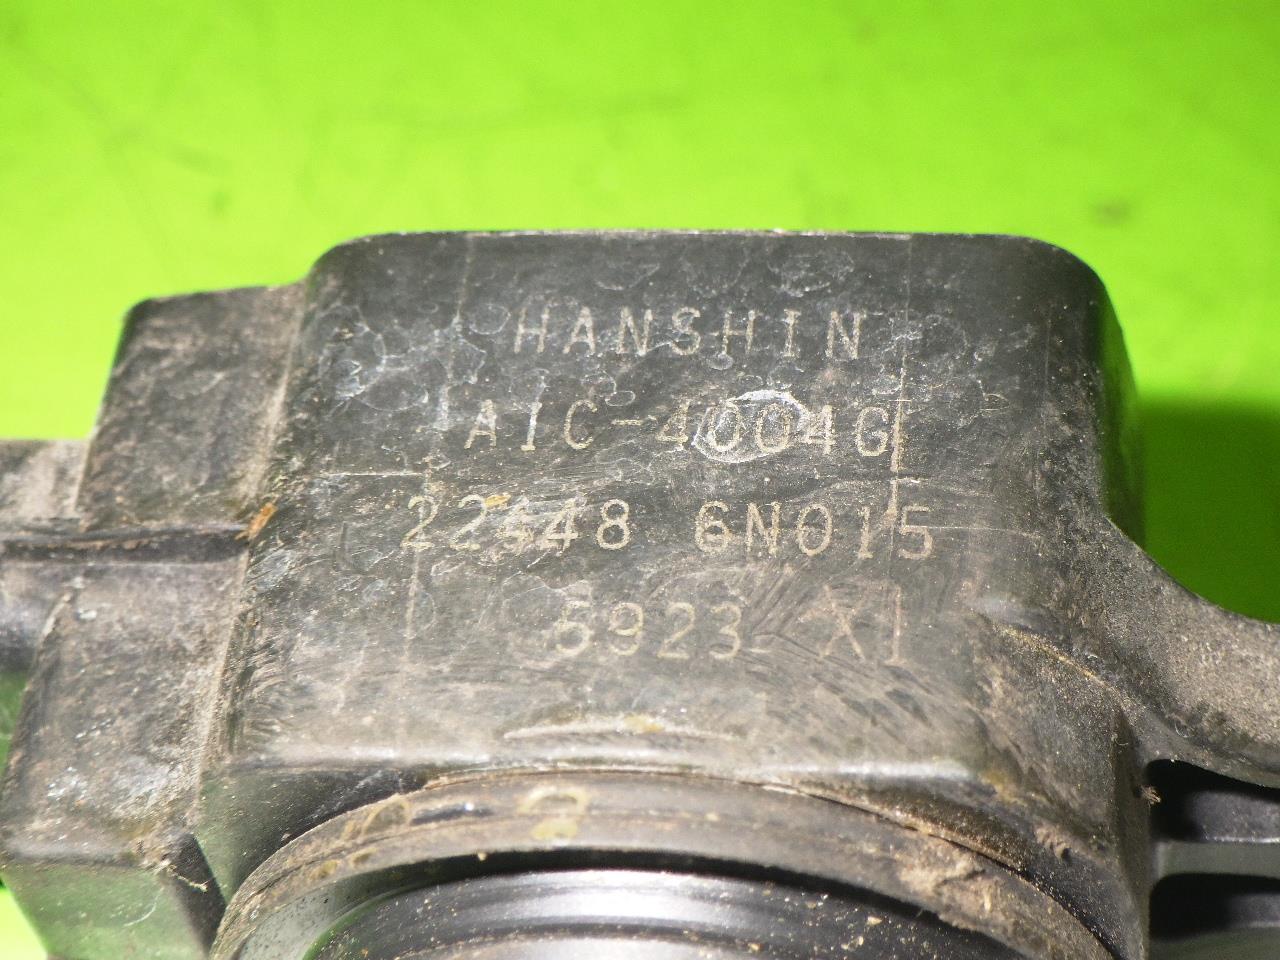 HANSHIN
AIC-4004G
22448 6N015
5923 X1